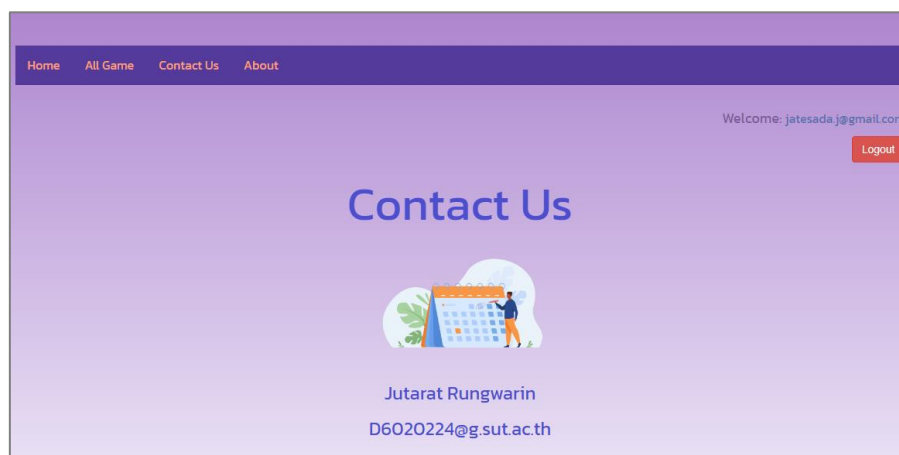 Home All Game Contact Us About
Welcome: jatesada.j@gmail.com
Logout
Contact Us
Jutarat Rungwarin
D6020224@g.sut.ac.th